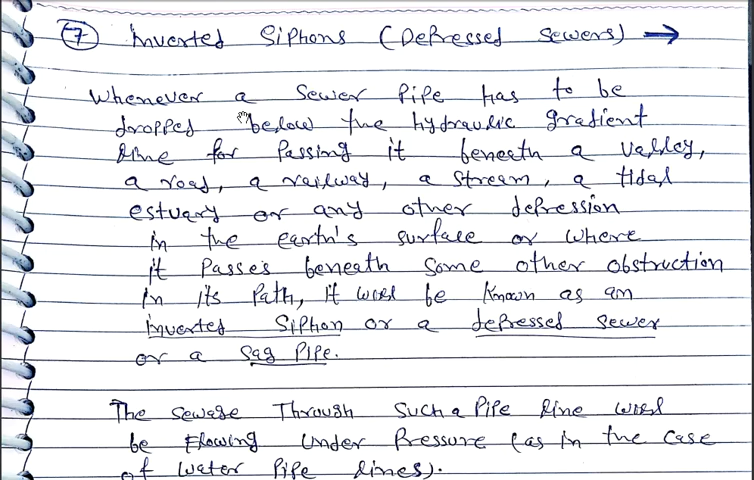 7 Inverted Siphons (Depressed Sewers) →
Whenever a Sewer Pipe has to be
dropped below the hydraulic gradient
line for Passing it beneath a valley,
a road, a railway, a stream, a tidal
estuary or any other depression
in the earth's surface or where
it Passes beneath some other obstruction
in its Path, it will be known as an
inverted Siphon or a depressed sewer
or a Sag Pipe.
The Sewage Through Such a Pipe line will
be Flowing Under Pressure (as in the case
of Water Pipe lines).